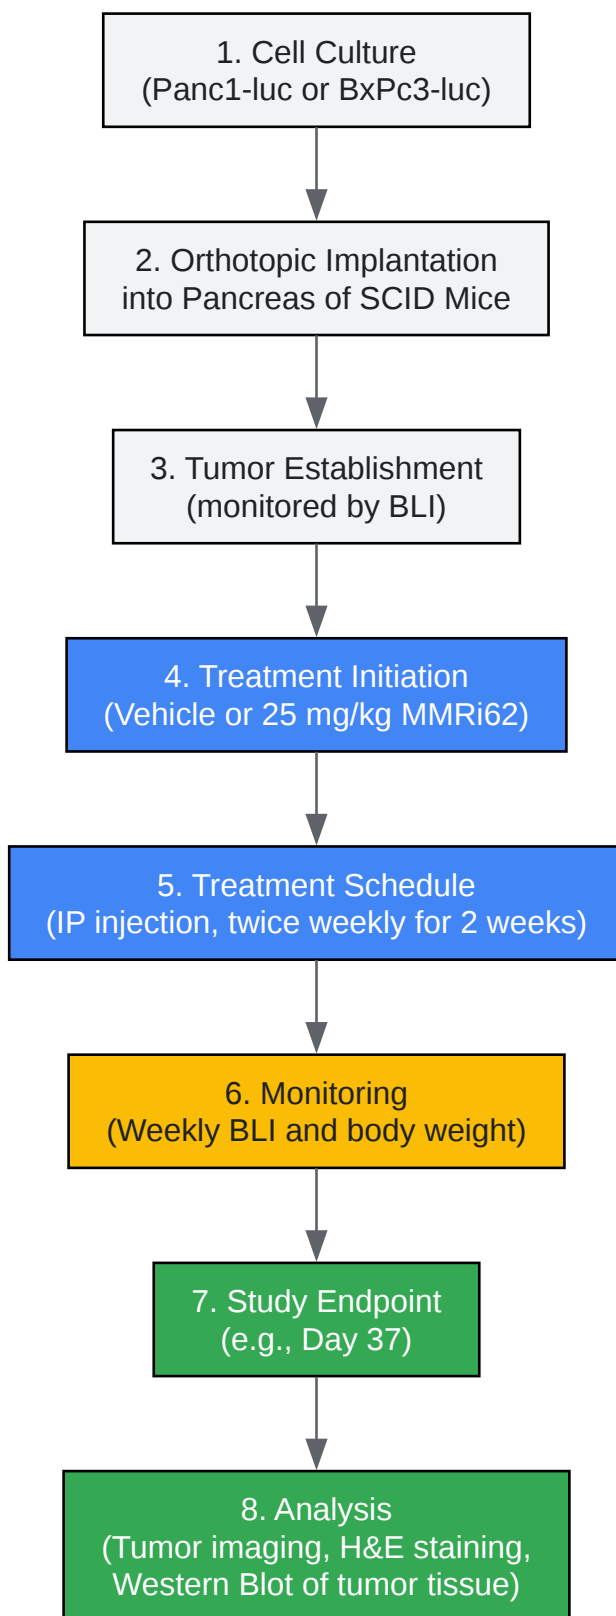 1. Cell Culture
(Panc1-luc or BxPc3-luc)
2. Orthotopic Implantation
into Pancreas of SCID Mice
3. Tumor Establishment
(monitored by BLI)
4. Treatment Initiation
(Vehicle or 25 mg/kg MMRi62)
5. Treatment Schedule
(IP injection, twice weekly for 2 weeks)
6. Monitoring
(Weekly BLI and body weight)
7. Study Endpoint
(e.g., Day 37)
8. Analysis
(Tumor imaging, H&E staining,
Western Blot of tumor tissue)